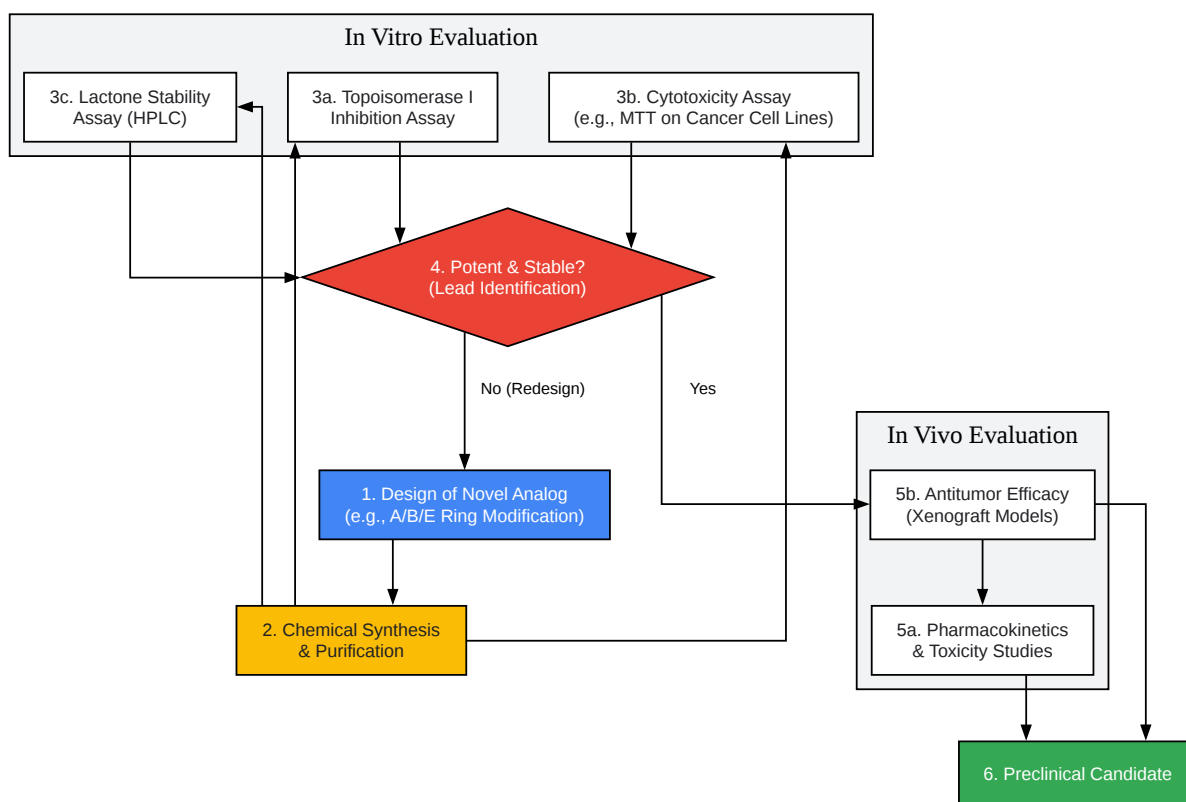 In Vitro Evaluation
3c. Lactone Stability
Assay (HPLC)
3a. Topoisomerase I
Inhibition Assay
3b. Cytotoxicity Assay
(e.g., MTT on Cancer Cell Lines)
4. Potent & Stable?
(Lead Identification)
No (Redesign)
Yes
In Vivo Evaluation
1. Design of Novel Analog
(e.g., A/B/E Ring Modification)
5b. Antitumor Efficacy
(Xenograft Models)
2. Chemical Synthesis
& Purification
5a. Pharmacokinetics
& Toxicity Studies
6. Preclinical Candidate